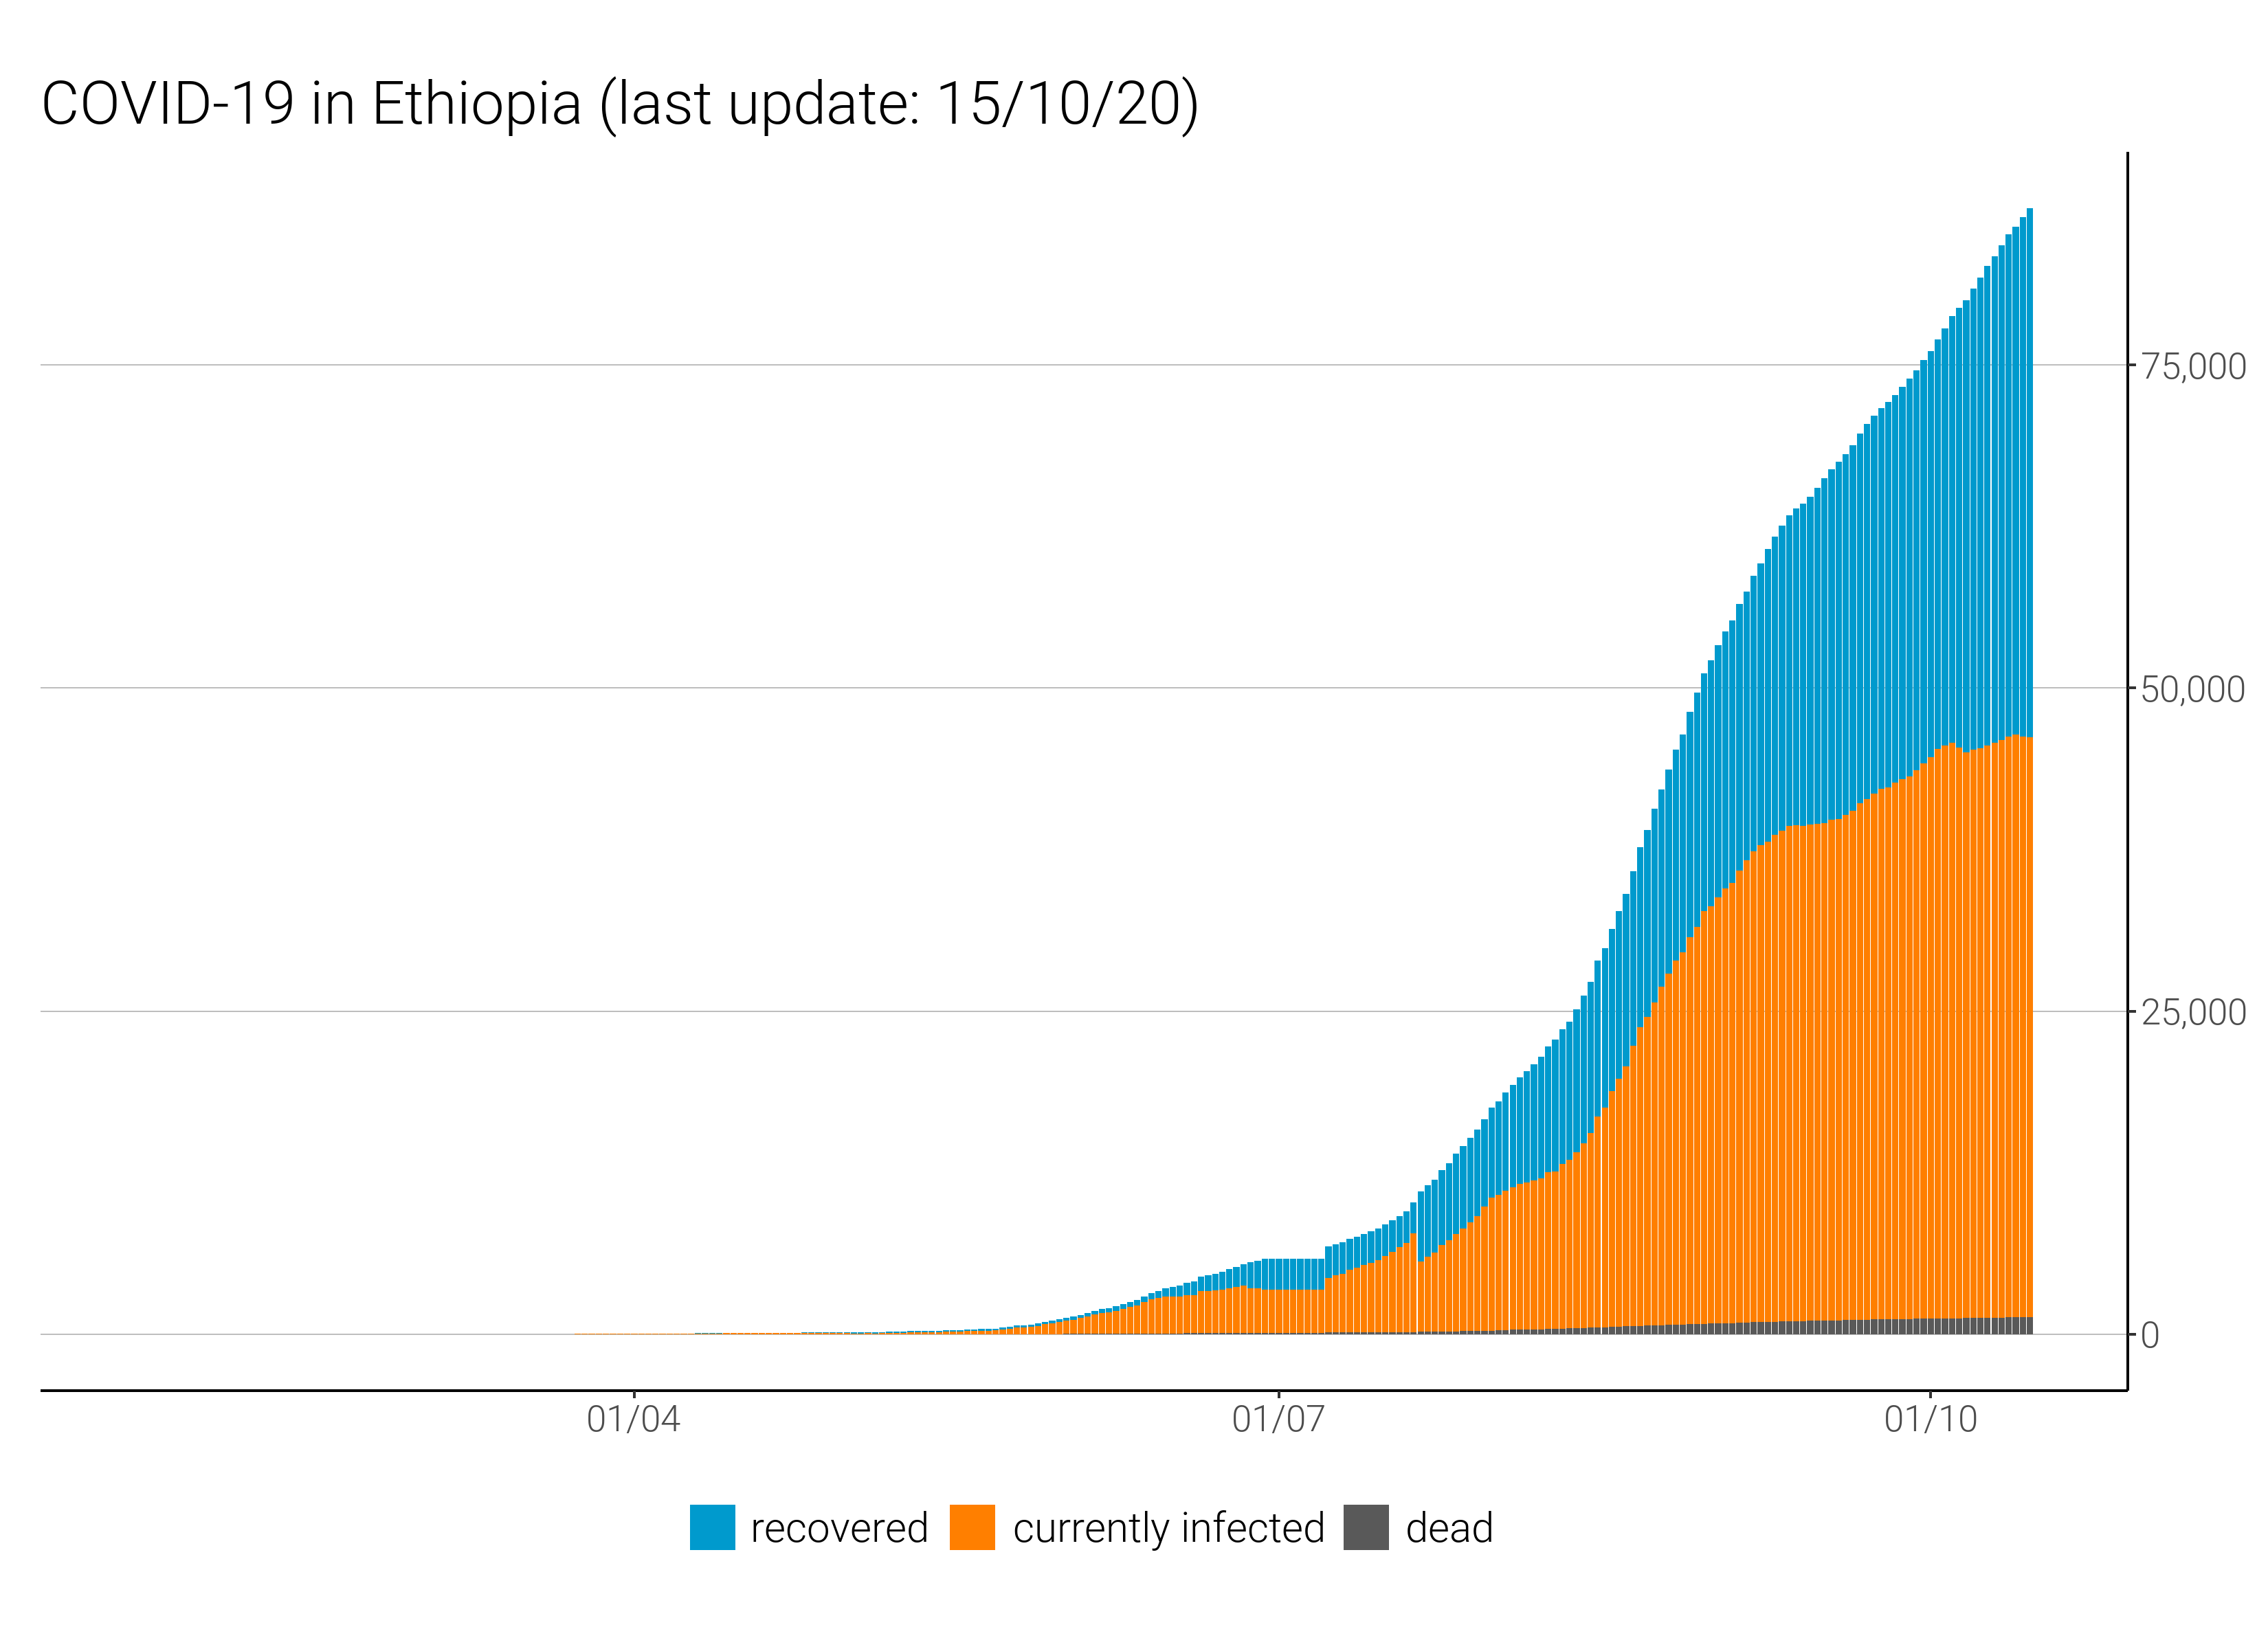 COVID-19 in Ethiopia (last update: 15/10/20)
75,000
50,000
25,000
0
01/04 01/07 01/10
recovered currently infected dead